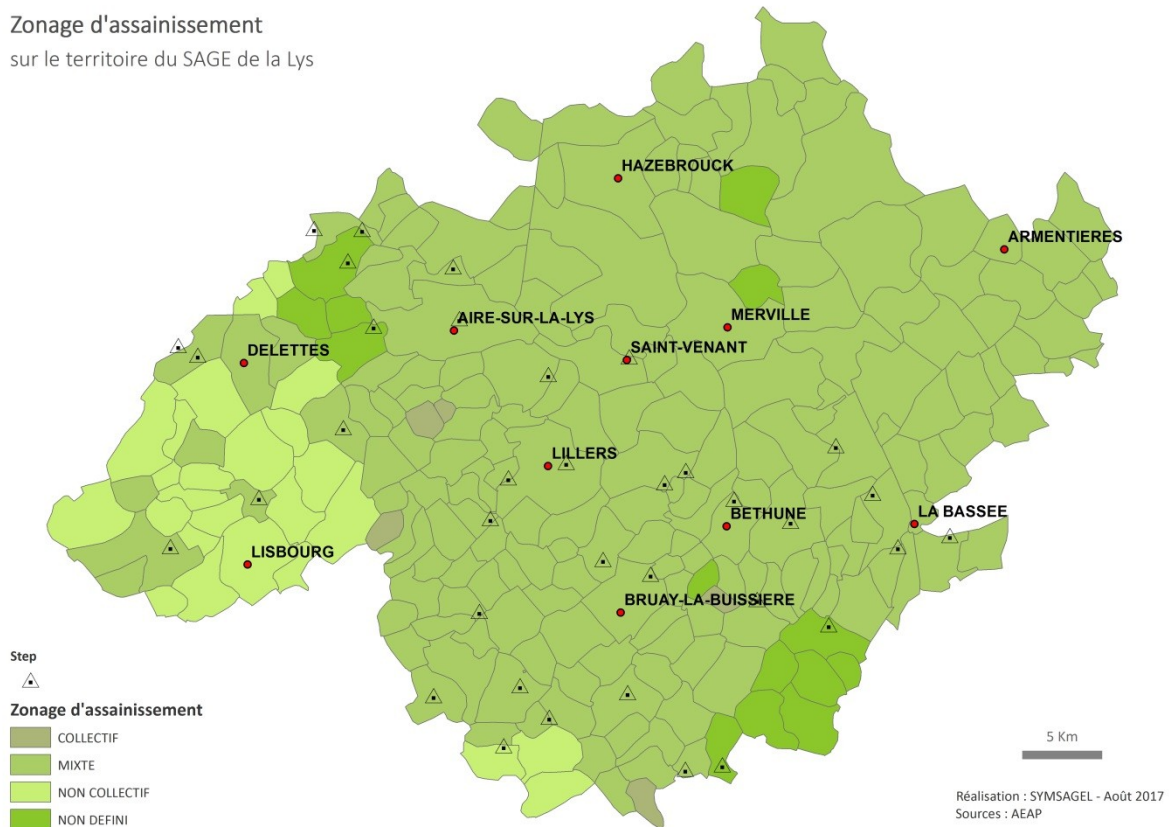 Zonage d'assainissement
sur le territoire du SAGE de la Lys
HAZEBROUCK
ARMENTIERES
AIRE-SUR-LA-LYS
MERVILLE
DELETTES
SAINT-VENANT
LILLERS
LA BASSEE
BETHUNE
LISBOURG
BRUAY-LA-BUISSIERE
Step
Zonage d'assainissement
COLLECTIF
MIXTE
NON COLLECTIF
NON DEFINI
5 Km
Réalisation : SYMSAGEL - Août 2017
Sources : AEAP